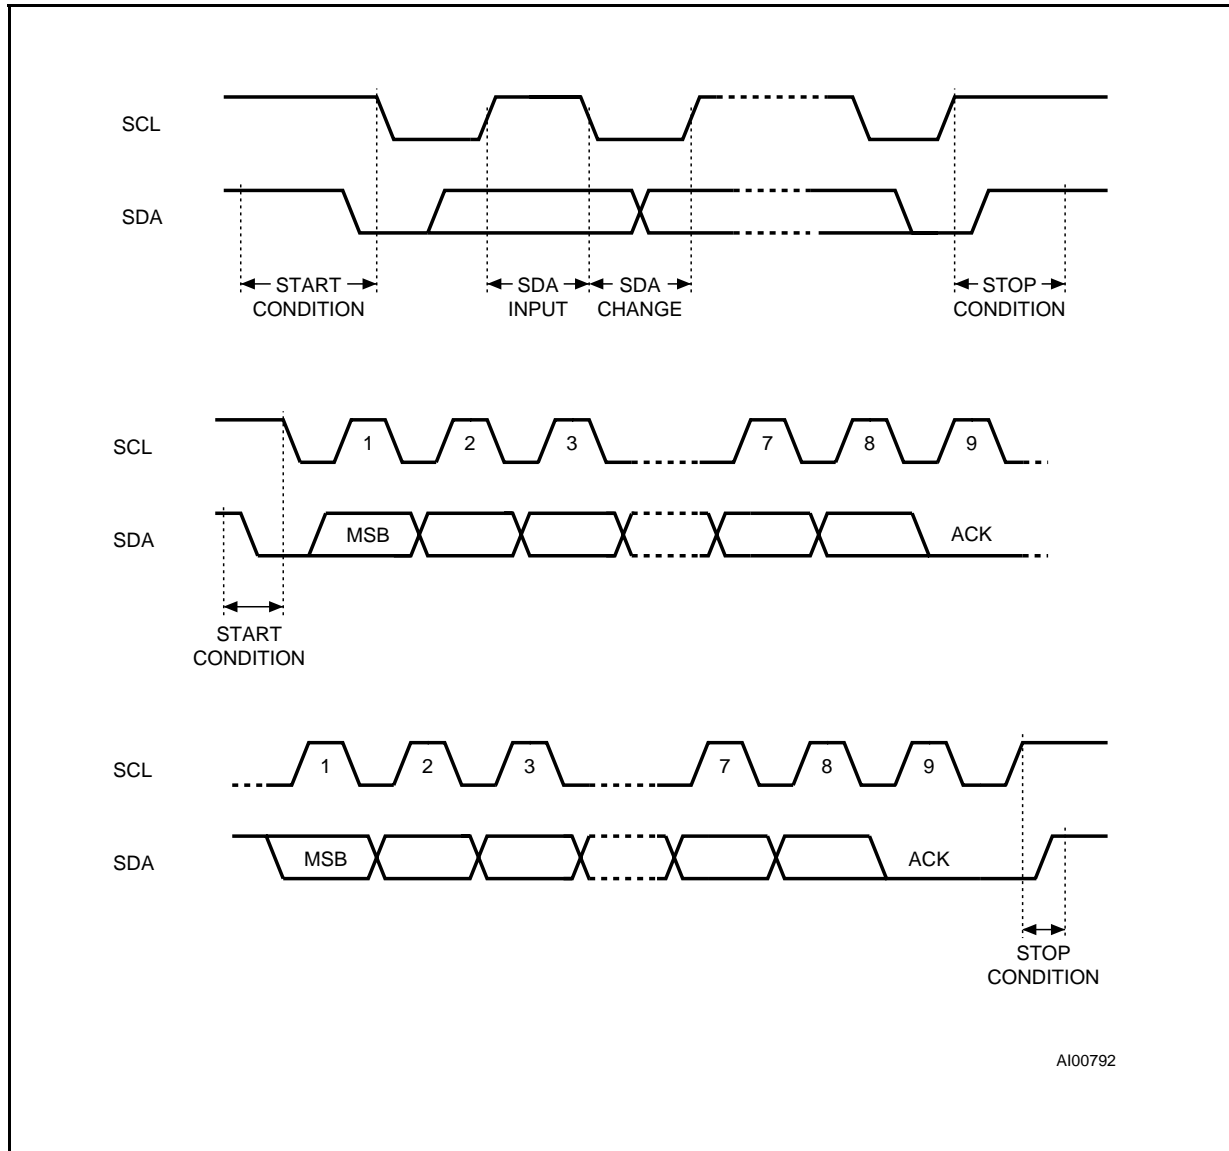 SCL
SDA
START
CONDITION
SDA
INPUT
SDA
CHANGE
STOP
CONDITION
SCL
1 2 3 7 8 9
SDA
MSB
ACK
START
CONDITION
SCL
1 2 3 7 8 9
SDA
MSB
ACK
STOP
CONDITION
AI00792